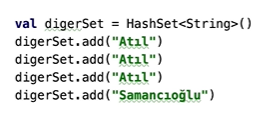 val digerSet = HashSet<String>()
digerSet.add("Atıl")
digerSet.add("Atıl")
digerSet.add("Atıl")
digerSet.add("Samancıoğlu")